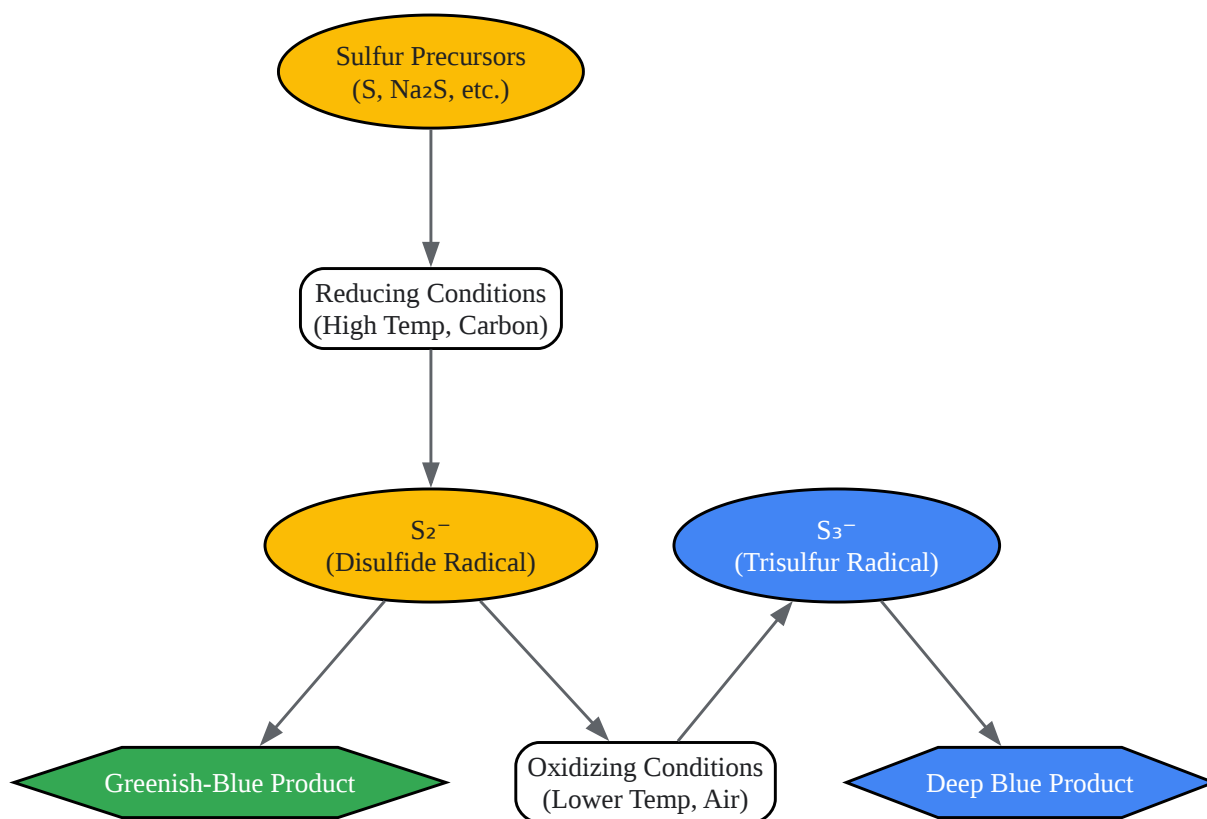 Sulfur Precursors
(S, Na₂S, etc.)
Reducing Conditions
(High Temp, Carbon)
S₂⁻
(Disulfide Radical)
S₃⁻
(Trisulfur Radical)
Greenish-Blue Product
Oxidizing Conditions
(Lower Temp, Air)
Deep Blue Product